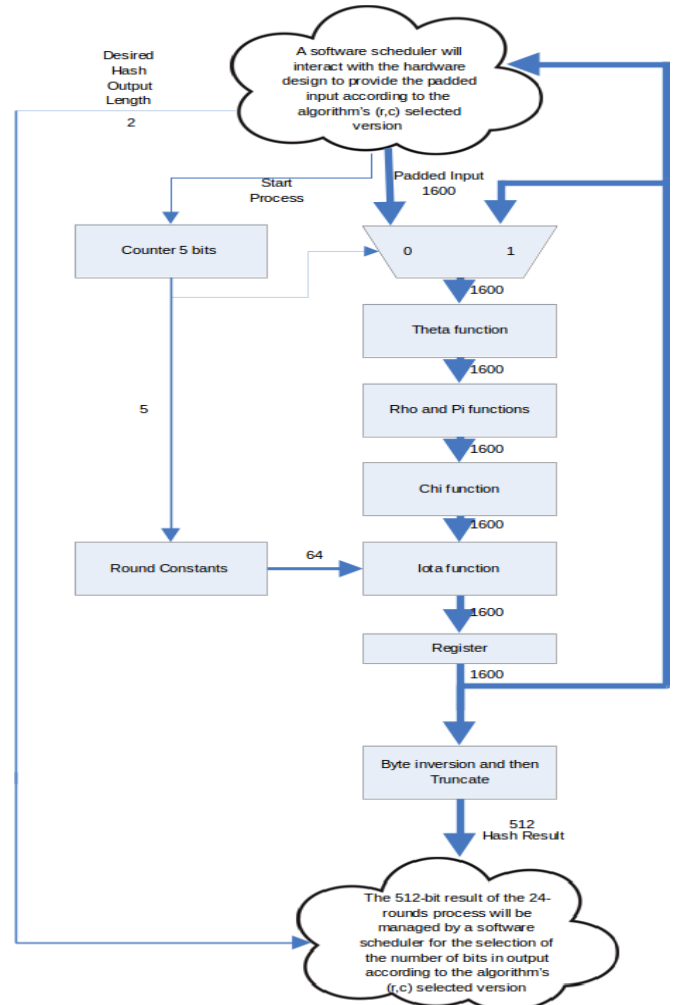 Desired
Hash
Output
Length
2
A software scheduler will
interact with the hardware
design to provide the padded
input according to the
algorithm's (r,c) selected
version
Start
Process
Padded Input
1600
Counter 5 bits
0
1
1600
Theta function
1600
Rho and Pi functions
1600
Chi function
1600
5
Round Constants
64
Iota function
1600
Register
1600
Byte inversion and then
Truncate
512
Hash Result
The 512-bit result of the 24-
rounds process will be
managed by a software
scheduler for the selection of
the number of bits in output
according to the algorithm's
(r,c) selected version